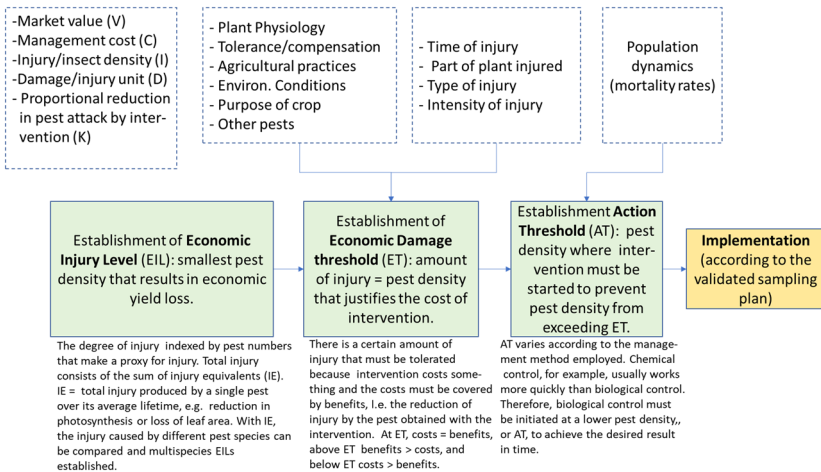 -Market value (V)
-Management cost (C)
-Injury/insect density (I)
-Damage/injury unit (D)
- Proportional reduction
in pest attack by inter-
vention (K)
- Plant Physiology
- Tolerance/compensation
- Agricultural practices
- Environ. Conditions
- Purpose of crop
- Other pests
- Time of injury
- Part of plant injured
- Type of injury
- Intensity of injury
Population
dynamics
(mortality rates)
Establishment of Economic
Injury Level (EIL): smallest pest
density that results in economic
yield loss.
Establishment of
Economic Damage
threshold (ET): amount
of injury = pest density
that justifies the cost of
intervention.
Establishment Action
Threshold (AT): pest
density where inter-
vention must be
started to prevent
pest density from
exceeding ET.
Implementation
(according to the
validated sampling
plan)
The degree of injury indexed by pest numbers
that make a proxy for injury. Total injury
consists of the sum of injury equivalents (IE).
IE = total injury produced by a single pest
over its average lifetime, e.g. reduction in
photosynthesis or loss of leaf area. With IE,
the injury caused by different pest species can
be compared and multispecies EILs
established.
There is a certain amount of
injury that must be tolerated
because intervention costs some-
thing and the costs must be covered
by benefits, I.e. the reduction of
injury by the pest obtained with the
intervention. At ET, costs = benefits,
above ET benefits > costs, and
below ET costs > benefits.
AT varies according to the manage-
ment method employed. Chemical
control, for example, usually works
more quickly than biological control.
Therefore, biological control must
be initiated at a lower pest density,,
or AT, to achieve the desired result
in time.